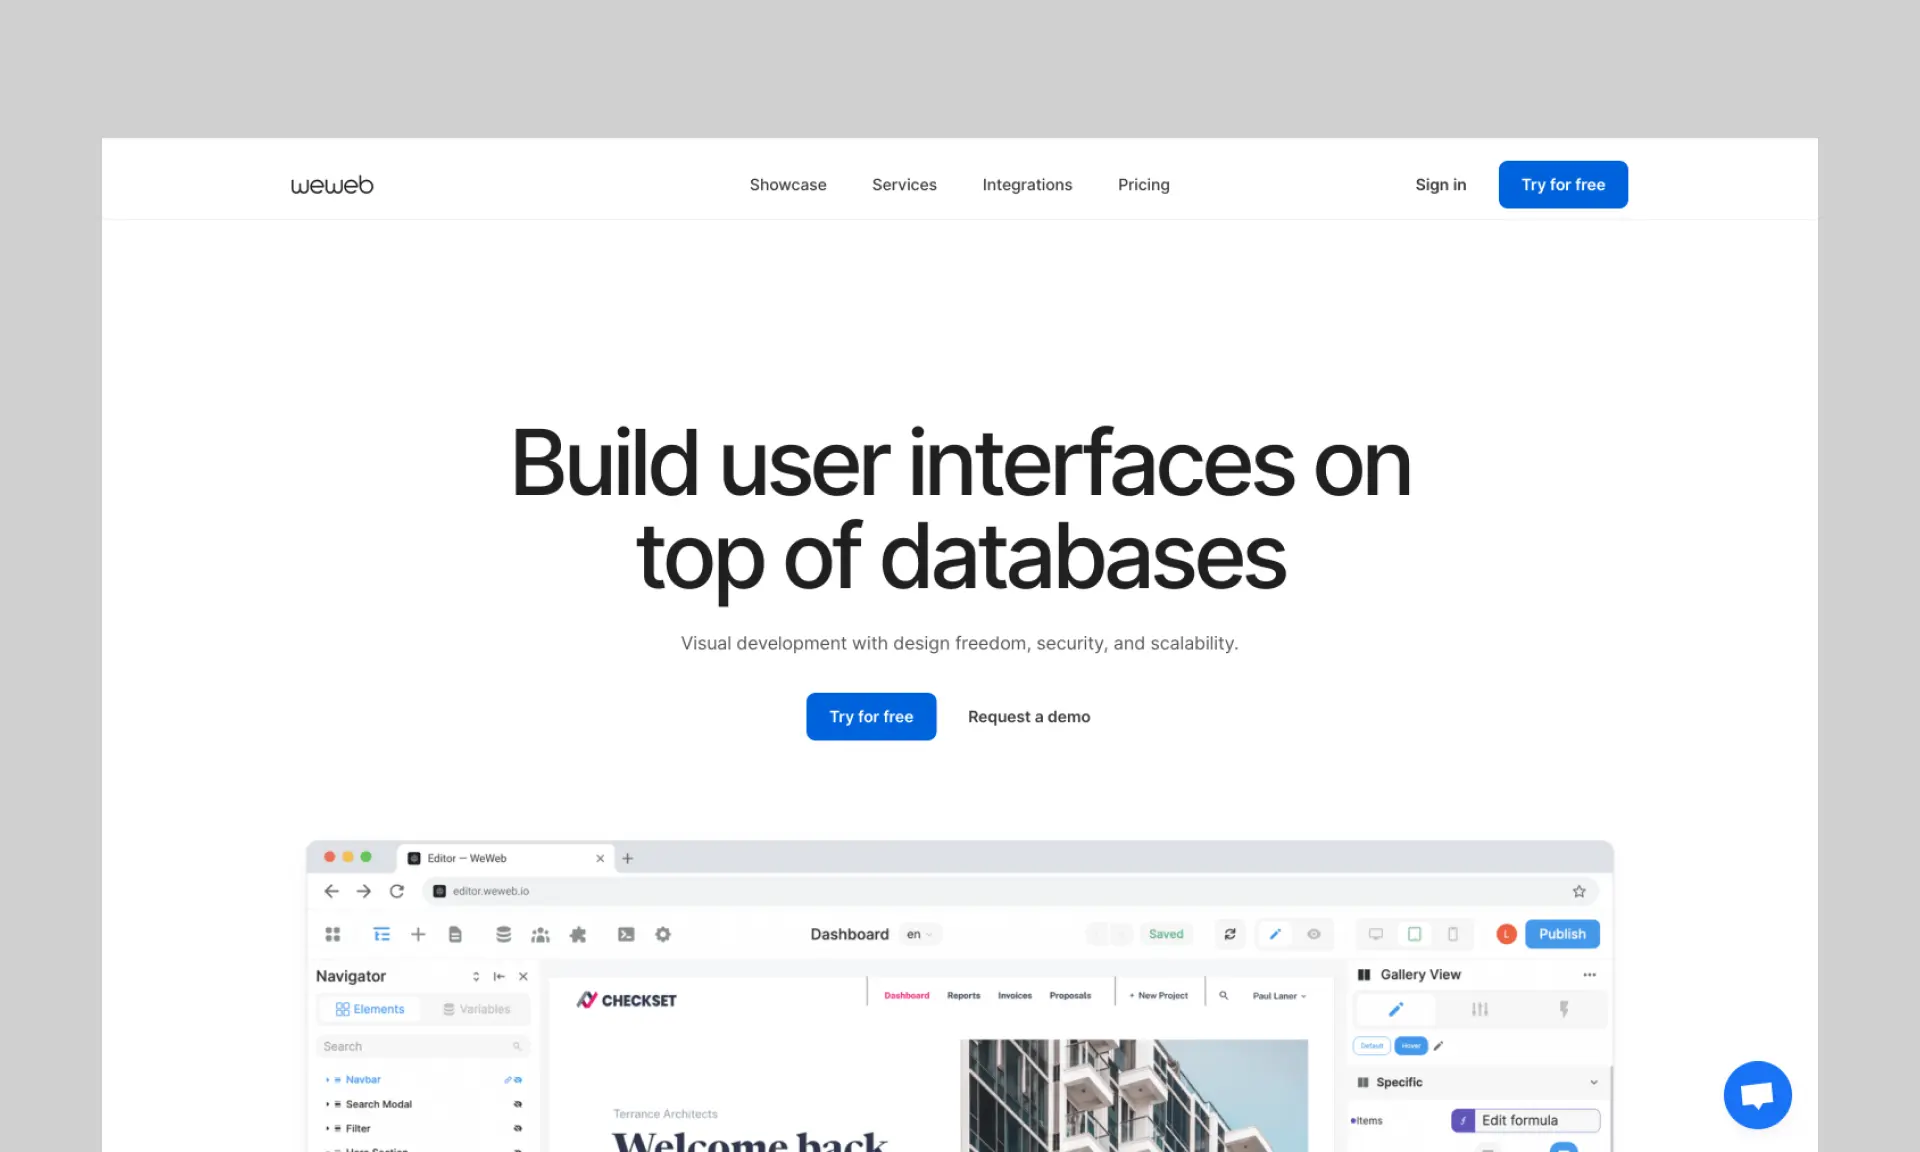 weweb
Showcase
Services
Integrations
Pricing
Sign in
Try for free
Build user interfaces on
top of databases
Visual development with design freedom, security, and scalability.
Try for free
Request a demo
Editor — WeWeb
editor.weweb.io
Dashboard
en
Saved
L
Publish
Navigator
Elements
Variables
Search
Navbar
Search Modal
Filter
Hero Section
CHECKSET
Dashboard
Reports
Invoices
Proposals
+ New Project
Paul Laner
Terrance Architects
Welcome back
Gallery View
Default
Hover
Specific
Items
Edit formula